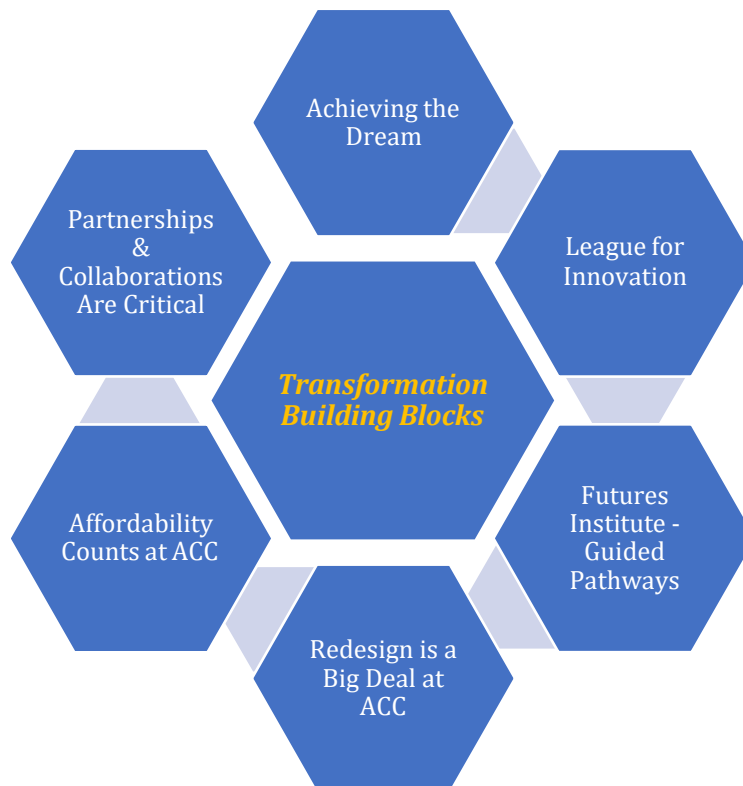 Achieving the
Dream
League for
Innovation
Futures
Institute -
Guided
Pathways
Redesign is a
Big Deal at
ACC
Affordability
Counts at ACC
Partnerships
&
Collaborations
Are Critical
Transformation
Building Blocks